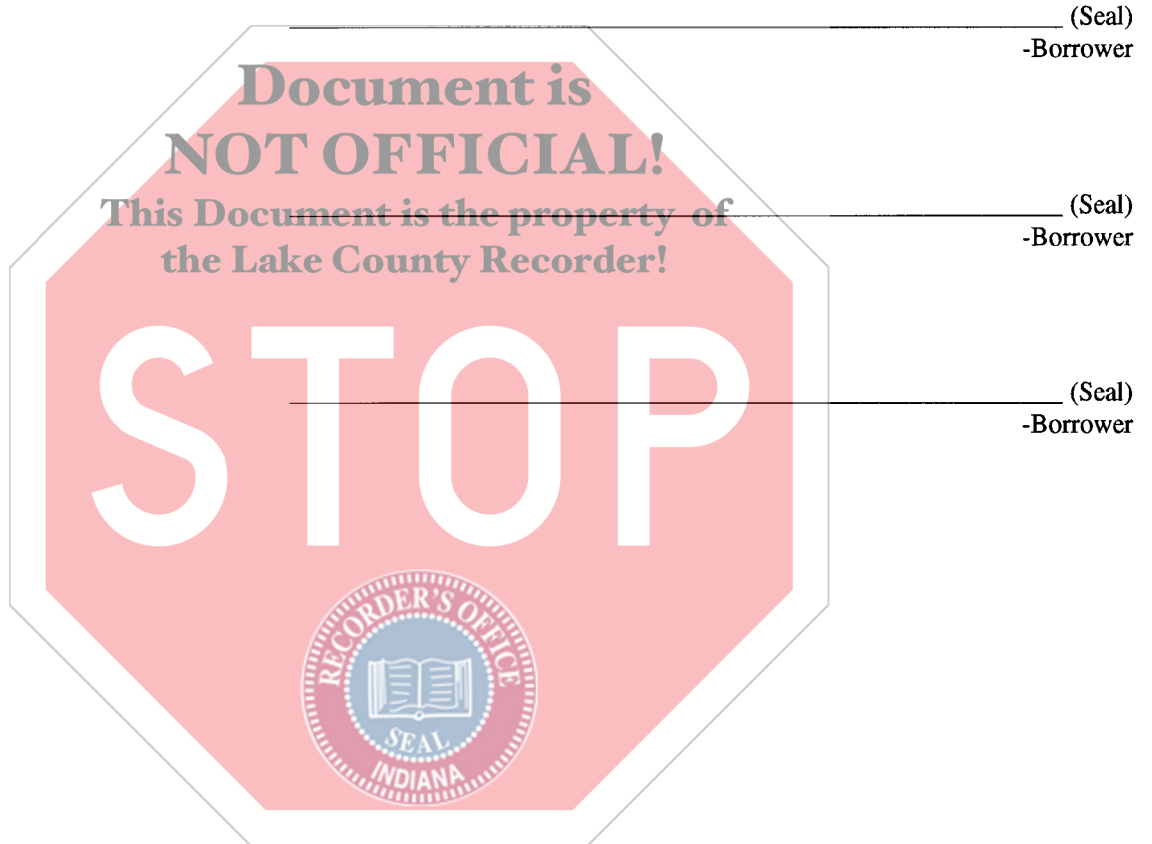 (Seal)
-Borrower
Document is
NOT OFFICIAL!
This Document is the property of
the Lake County Recorder!
(Seal)
-Borrower
STOP
(Seal)
-Borrower
RECORDER'S OFFICE
SEAL
INDIANA